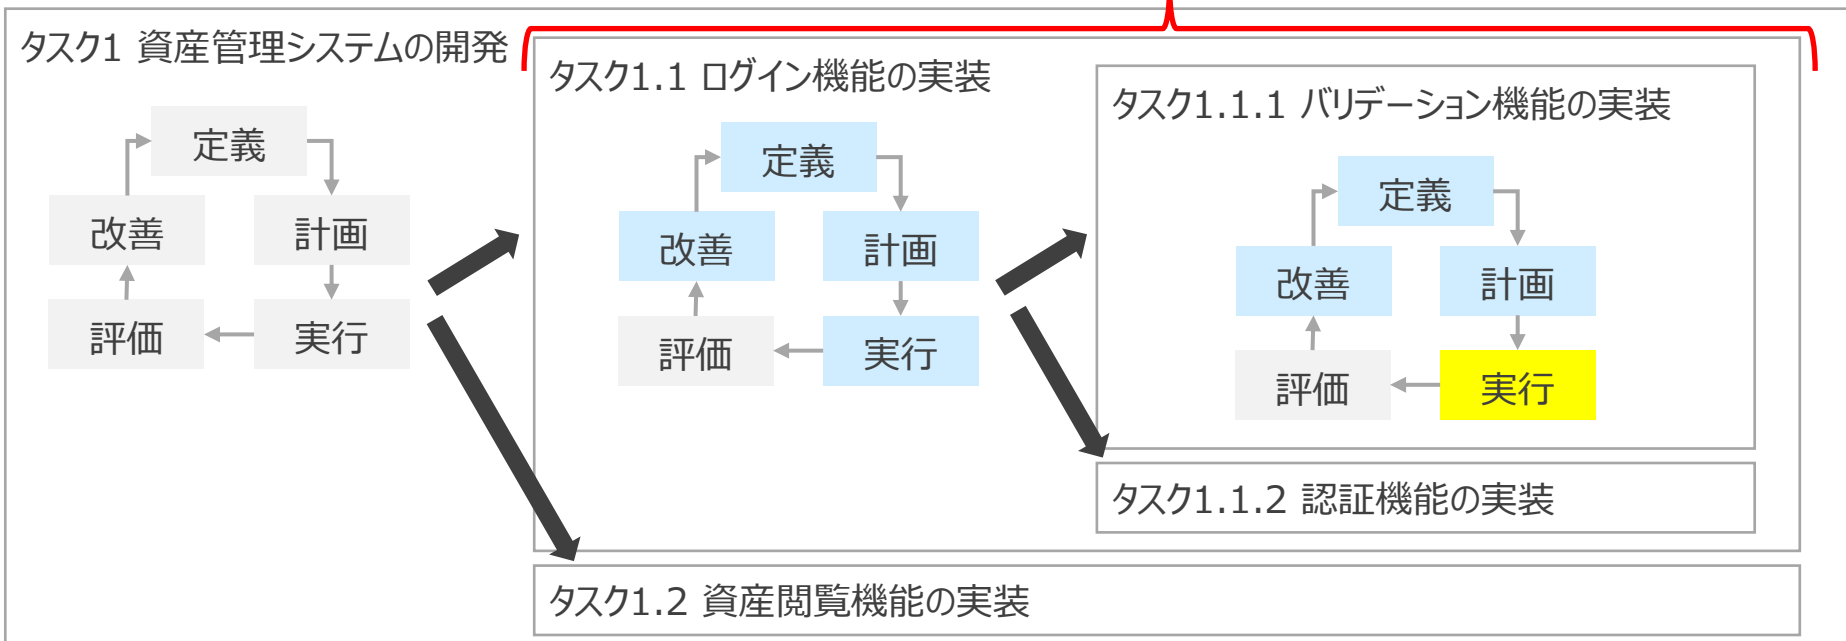 タスク1 資産管理システムの開発
定義
改善
計画
評価
実行
タスク1.1 ログイン機能の実装
定義
改善
計画
評価
実行
タスク1.1.1 バリデーション機能の実装
定義
改善
計画
評価
実行
タスク1.1.2 認証機能の実装
タスク1.2 資産閲覧機能の実装